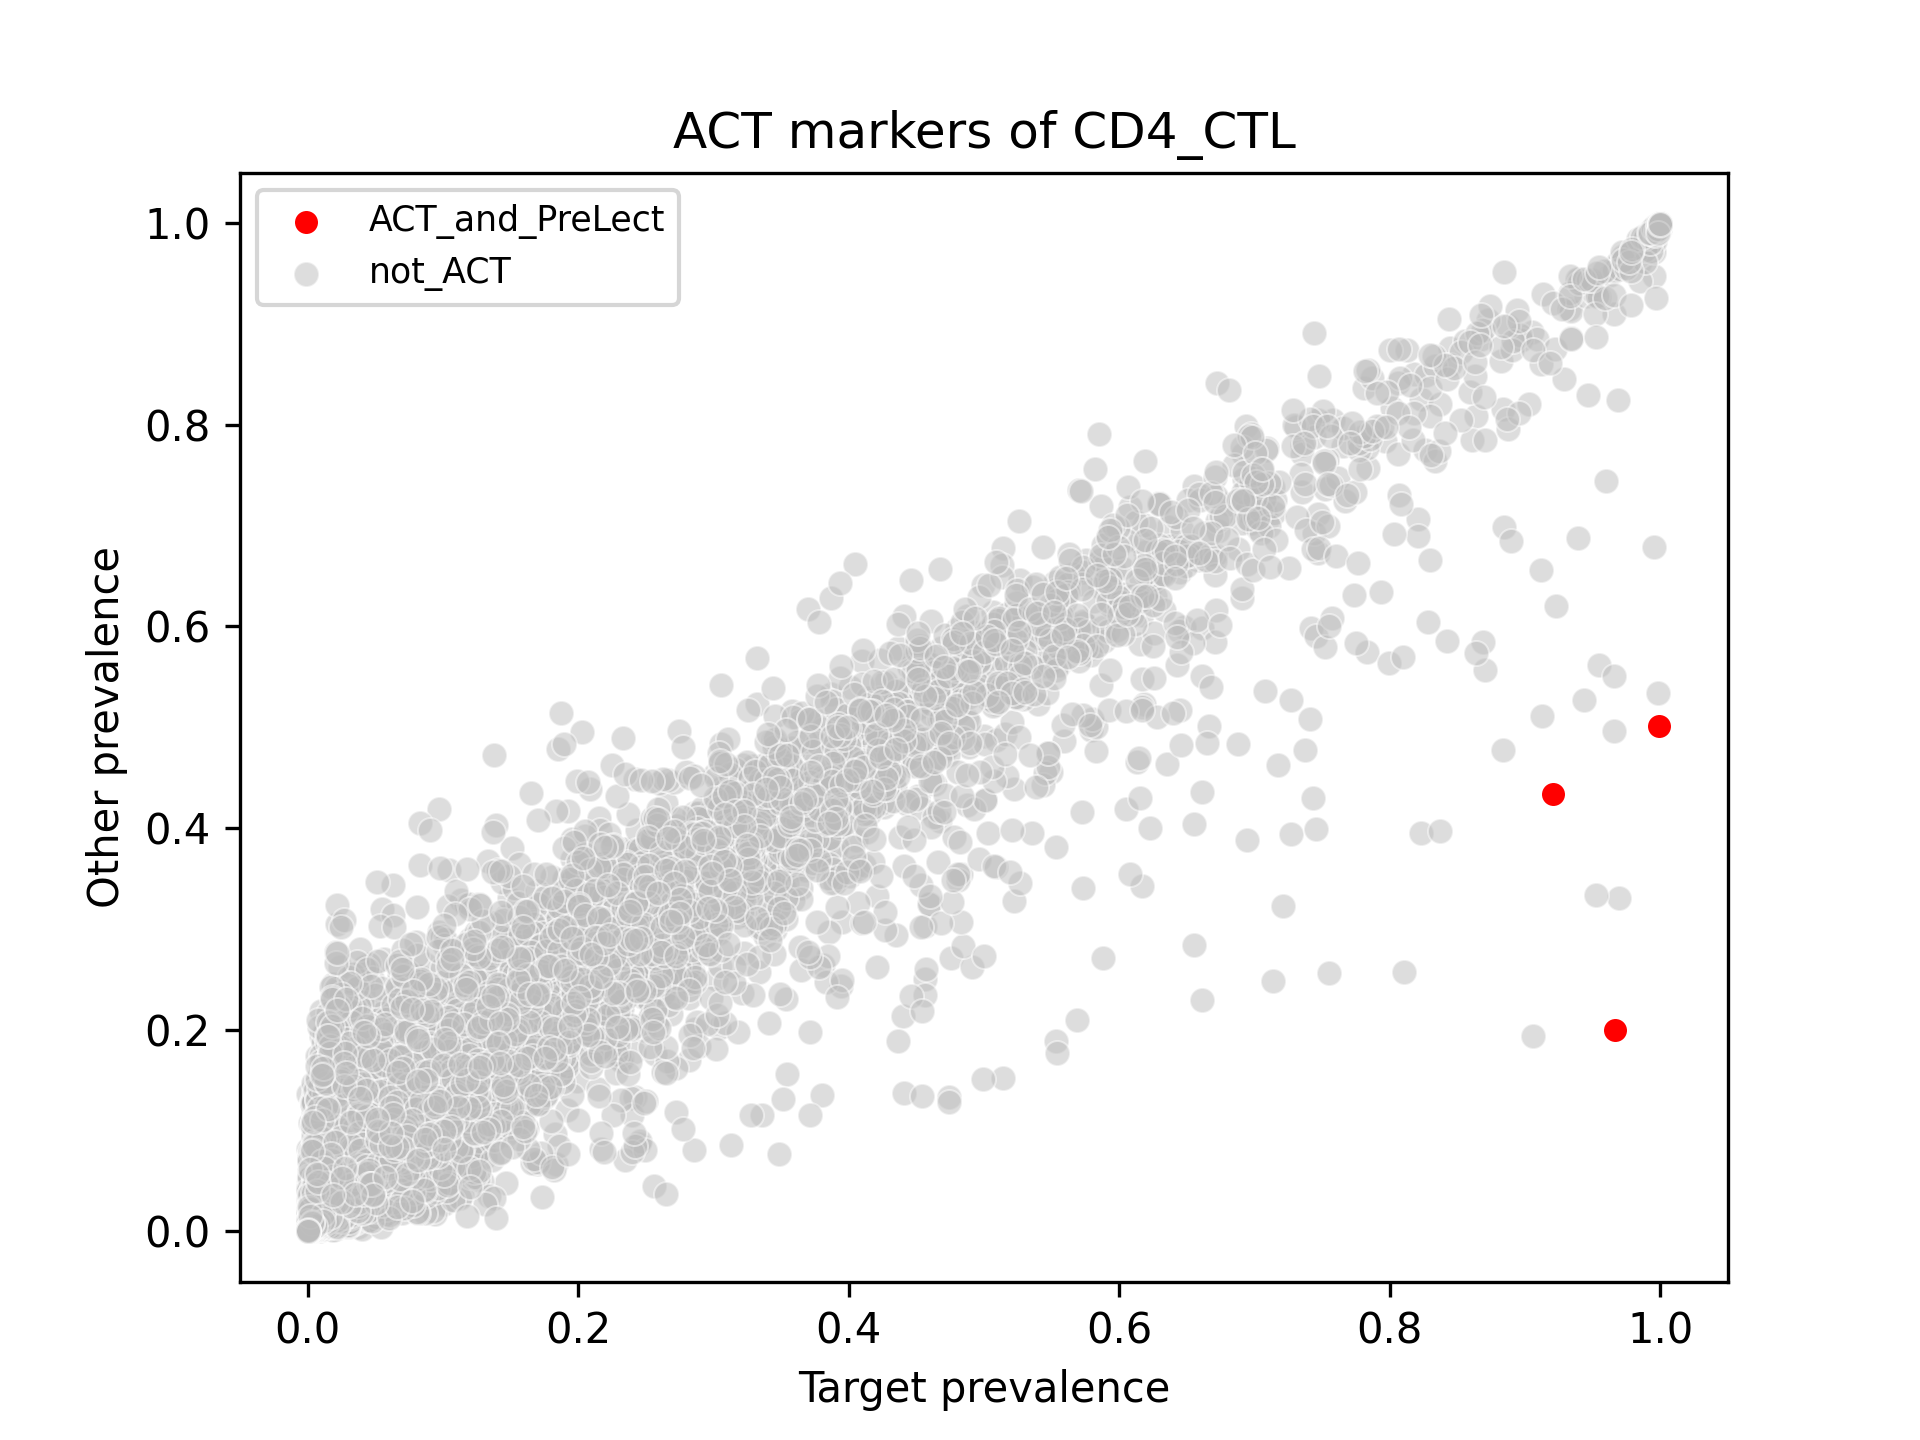 ACT markers of CD4_CTL
ACT_and_PreLect
not_ACT
1.0
0.8
0.6
0.4
0.2
0.0
Other prevalence
0.0 0.2 0.4 0.6 0.8 1.0
Target prevalence